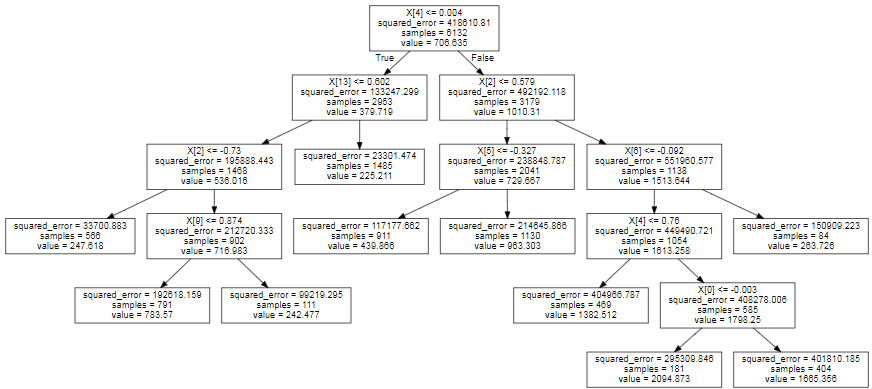 X[4] <= 0.004
squared_error = 418610.81
samples = 6132
value = 706.635
True
False
X[13] <= 0.602
squared_error = 133247.299
samples = 2953
value = 379.719
X[2] <= 0.579
squared_error = 492192.118
samples = 3179
value = 1010.31
X[2] <= -0.73
squared_error = 195888.443
samples = 1468
value = 536.016
squared_error = 23301.474
samples = 1485
value = 225.211
X[5] <= -0.327
squared_error = 238848.787
samples = 2041
value = 729.667
X[6] <= -0.092
squared_error = 551960.577
samples = 1138
value = 1513.644
squared_error = 33700.883
samples = 566
value = 247.618
X[9] <= 0.874
squared_error = 212720.333
samples = 902
value = 716.983
squared_error = 117177.662
samples = 911
value = 439.866
squared_error = 214645.866
samples = 1130
value = 963.303
X[4] <= 0.76
squared_error = 449490.721
samples = 1054
value = 1613.258
squared_error = 150909.223
samples = 84
value = 263.726
squared_error = 192618.159
samples = 791
value = 783.57
squared_error = 99219.295
samples = 111
value = 242.477
squared_error = 404966.787
samples = 469
value = 1382.512
X[0] <= -0.003
squared_error = 408278.006
samples = 585
value = 1798.25
squared_error = 295309.846
samples = 181
value = 2094.873
squared_error = 401810.185
samples = 404
value = 1665.356